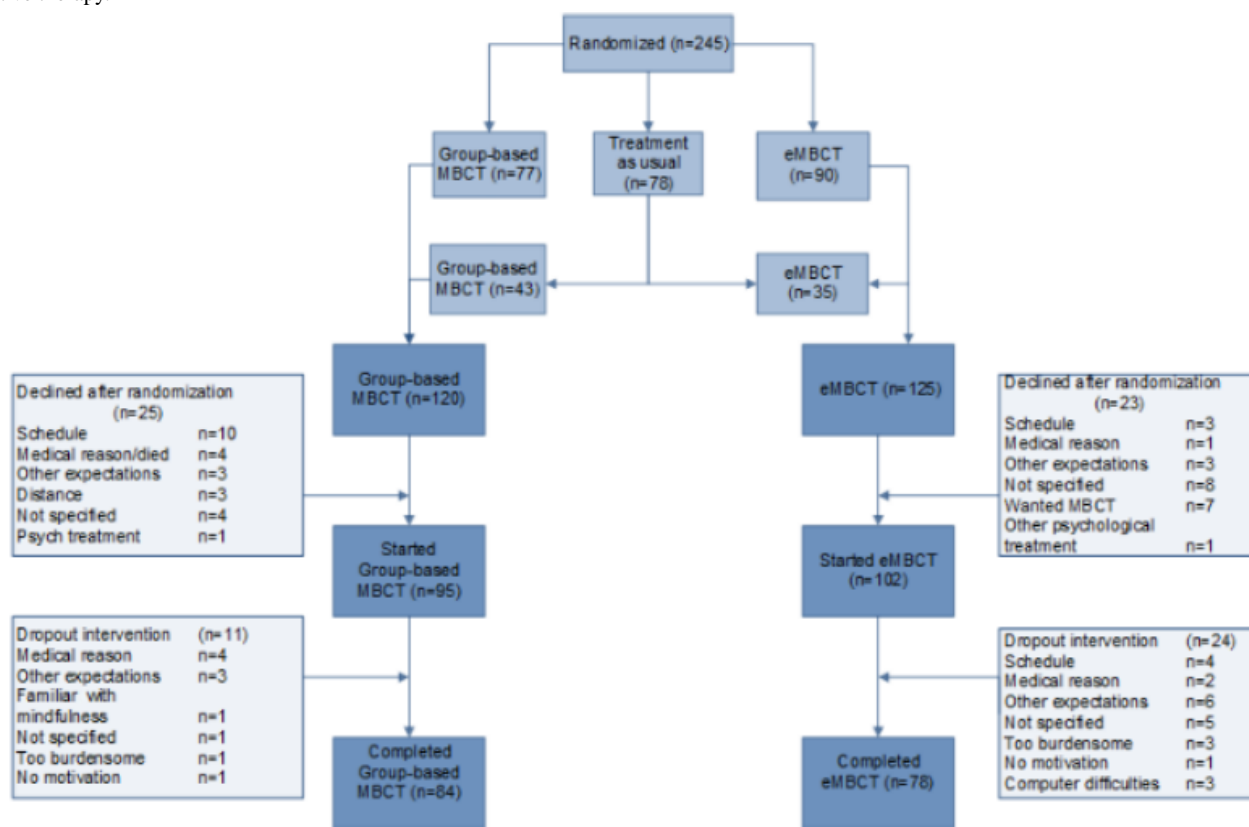 Randomized (n=245)
Group-based
MBCT (n=77)
Treatment
as usual
(n=78)
eMBCT
(n=90)
Group-based
MBCT (n=43)
eMBCT
(n=35)
Group-based
MBCT (n=120)
eMBCT (n=125)
Declined after randomization
(n=25)
Schedule n=10
Medical reason/died n=4
Other expectations n=3
Distance n=3
Not specified n=4
Psych treatment n=1
Declined after randomization
(n=23)
Schedule n=3
Medical reason n=1
Other expectations n=3
Not specified n=8
Wanted MBCT n=7
Other psychological
treatment n=1
Started
Group-based
MBCT (n=95)
Started eMBCT
(n=102)
Dropout intervention (n=11)
Medical reason n=4
Other expectations n=3
Familiar with
mindfulness n=1
Not specified n=1
Too burdensome n=1
No motivation n=1
Dropout intervention (n=24)
Schedule n=4
Medical reason n=2
Other expectations n=6
Not specified n=5
Too burdensome n=3
No motivation n=1
Computer difficulties n=3
Completed
Group-based
MBCT (n=84)
Completed
eMBCT (n=78)